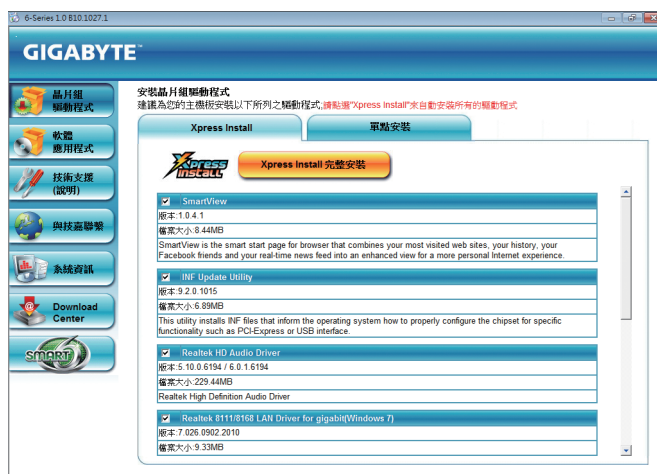 6-Series 1.0 B10.1027.1
GIGABYTE™
晶片組
驅動程式
軟體
應用程式
技術支援
(說明)
與技嘉聯繫
系統資訊
Download
Center
SMART6
安裝晶片組驅動程式
建議為您的主機板安裝以下所列之驅動程式;請點選"Xpress Install"來自動安裝所有的驅動程式
Xpress Install
單點安裝
Xpress
INSTALL
Xpress Install 完整安裝
SmartView
版本:1.0.4.1
檔案大小:8.44MB
SmartView is the smart start page for browser that combines your most visited web sites, your history, your
Facebook friends and your real-time news feed into an enhanced view for a more personal Internet experience.
INF Update Utility
版本:9.2.0.1015
檔案大小:6.89MB
This utility installs INF files that inform the operating system how to properly configure the chipset for specific
functionality such as PCI-Express or USB interface.
Realtek HD Audio Driver
版本:5.10.0.6194 / 6.0.1.6194
檔案大小:229.44MB
Realtek High Definition Audio Driver
Realtek 8111/8168 LAN Driver for gigabit(Windows 7)
版本:7.026.0902.2010
檔案大小:9.33MB